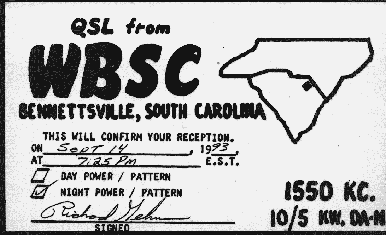 QSL from
WBSC
BENNETTSVILLE, SOUTH CAROLINA
THIS WILL CONFIRM YOUR RECEPTION.
ON Sept 14, 1993,
AT 7:25 PM E.S.T.
DAY POWER / PATTERN
NIGHT POWER / PATTERN
Richard
SIGNED
1550 KC.
10/5 KW, DA-N